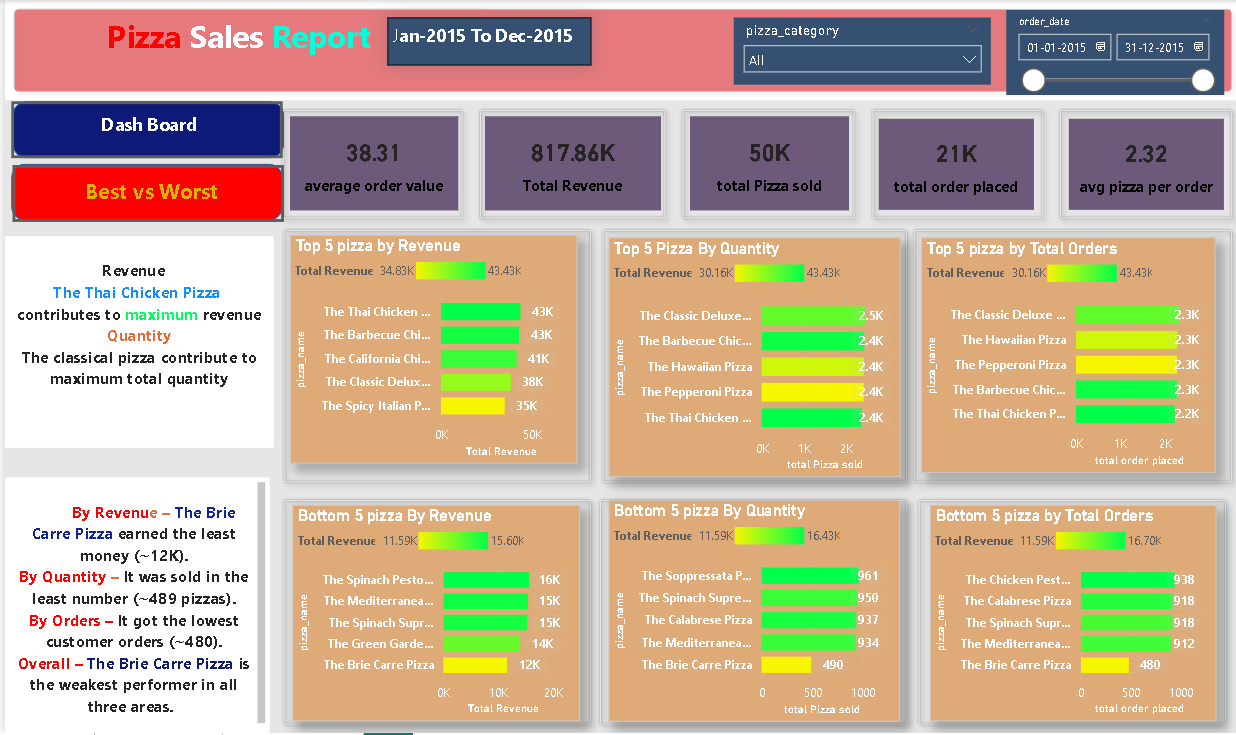 Pizza Sales Report
Jan-2015 To Dec-2015
pizza_category
All
order_date
01-01-2015
31-12-2015
Dash Board
Best vs Worst
38.31
average order value
817.86K
Total Revenue
50K
total Pizza sold
21K
total order placed
2.32
avg pizza per order
Revenue
The Thai Chicken Pizza
contributes to maximum revenue
Quantity
The classical pizza contribute to
maximum total quantity
By Revenue – The Brie
Carre Pizza earned the least
money (~12K).
By Quantity – It was sold in the
least number (~489 pizzas).
By Orders – It got the lowest
customer orders (~480).
Overall – The Brie Carre Pizza is
the weakest performer in all
three areas.
Top 5 pizza by Revenue
Total Revenue 34.83K 43.43K
pizza_name
The Thai Chicken ... 43K
The Barbecue Chi... 43K
The California Chi... 41K
The Classic Delux... 38K
The Spicy Italian P... 35K
0K 50K
Total Revenue
Top 5 Pizza By Quantity
Total Revenue 30.16K 43.43K
pizza_name
The Classic Deluxe... 2.5K
The Barbecue Chic... 2.4K
The Hawaiian Pizza 2.4K
The Pepperoni Pizza 2.4K
The Thai Chicken ... 2.4K
0K 1K 2K
total Pizza sold
Top 5 pizza by Total Orders
Total Revenue 30.16K 43.43K
pizza_name
The Classic Deluxe ... 2.3K
The Hawaiian Pizza 2.3K
The Pepperoni Pizza 2.3K
The Barbecue Chic... 2.3K
The Thai Chicken P... 2.2K
0K 1K 2K
total order placed
Bottom 5 pizza By Revenue
Total Revenue 11.59K 15.60K
pizza_name
The Spinach Pesto... 16K
The Mediterranea... 15K
The Spinach Supr... 15K
The Green Garde... 14K
The Brie Carre Pizza 12K
0K 10K 20K
Total Revenue
Bottom 5 pizza By Quantity
Total Revenue 11.59K 16.43K
pizza_name
The Soppressata P... 961
The Spinach Supre... 950
The Calabrese Pizza 937
The Mediterranea... 934
The Brie Carre Pizza 490
0 500 1000
total Pizza sold
Bottom 5 pizza by Total Orders
Total Revenue 11.59K 16.70K
pizza_name
The Chicken Pest... 938
The Calabrese Pizza 918
The Spinach Supr... 918
The Mediterranea... 912
The Brie Carre Pizza 480
0 500 1000
total order placed